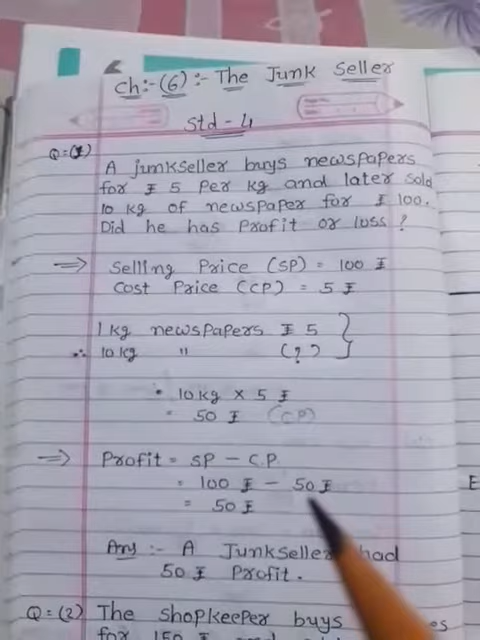 Ch:-(6):- The Junk Seller
Std-4
Q=(1)
A junkseller buys newspapers
for ₹ 5 Per kg and later sold
10 kg of newspaper for ₹ 100.
Did he has Profit or loss ?
⇒ Selling Price (SP) = 100 ₹
Cost Price (CP) = 5 ₹
1 kg newspapers ₹ 5
∴ 10 kg " (?)
• 10 kg × 5 ₹
= 50 ₹ (CP)
⇒ Profit = SP - C.P.
= 100 ₹ - 50 ₹
= 50 ₹
Ans :- A Junkseller had
50 ₹ Profit.
Q=(2) The shopkeeper buys
for 150 ₹ and